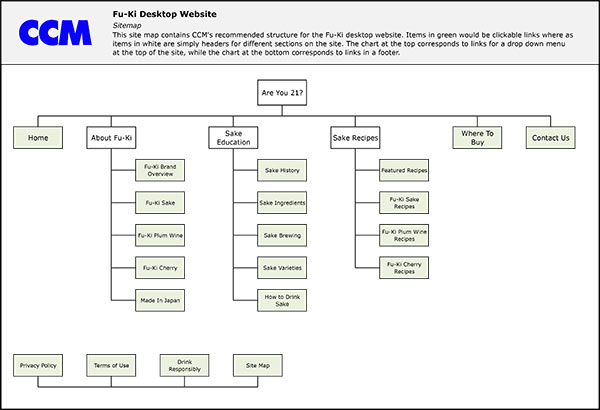 CCM
Fu-Ki Desktop Website
Sitemap
This site map contains CCM's recommended structure for the Fu-Ki desktop website. Items in green would be clickable links where as
items in white are simply headers for different sections on the site. The chart at the top corresponds to links for a drop down menu
at the top of the site, while the chart at the bottom corresponds to links in a footer.
Are You 21?
Home
About Fu-Ki
Sake
Education
Sake Recipes
Where To
Buy
Contact Us
Fu-Ki Brand
Overview
Fu-Ki Sake
Fu-Ki Plum Wine
Fu-Ki Cherry
Made In Japan
Sake History
Sake Ingredients
Sake Brewing
Sake Varieties
How to Drink
Sake
Featured Recipes
Fu-Ki Sake
Recipes
Fu-Ki Plum Wine
Recipes
Fu-Ki Cherry
Recipes
Privacy Policy
Terms of Use
Drink
Responsibly
Site Map